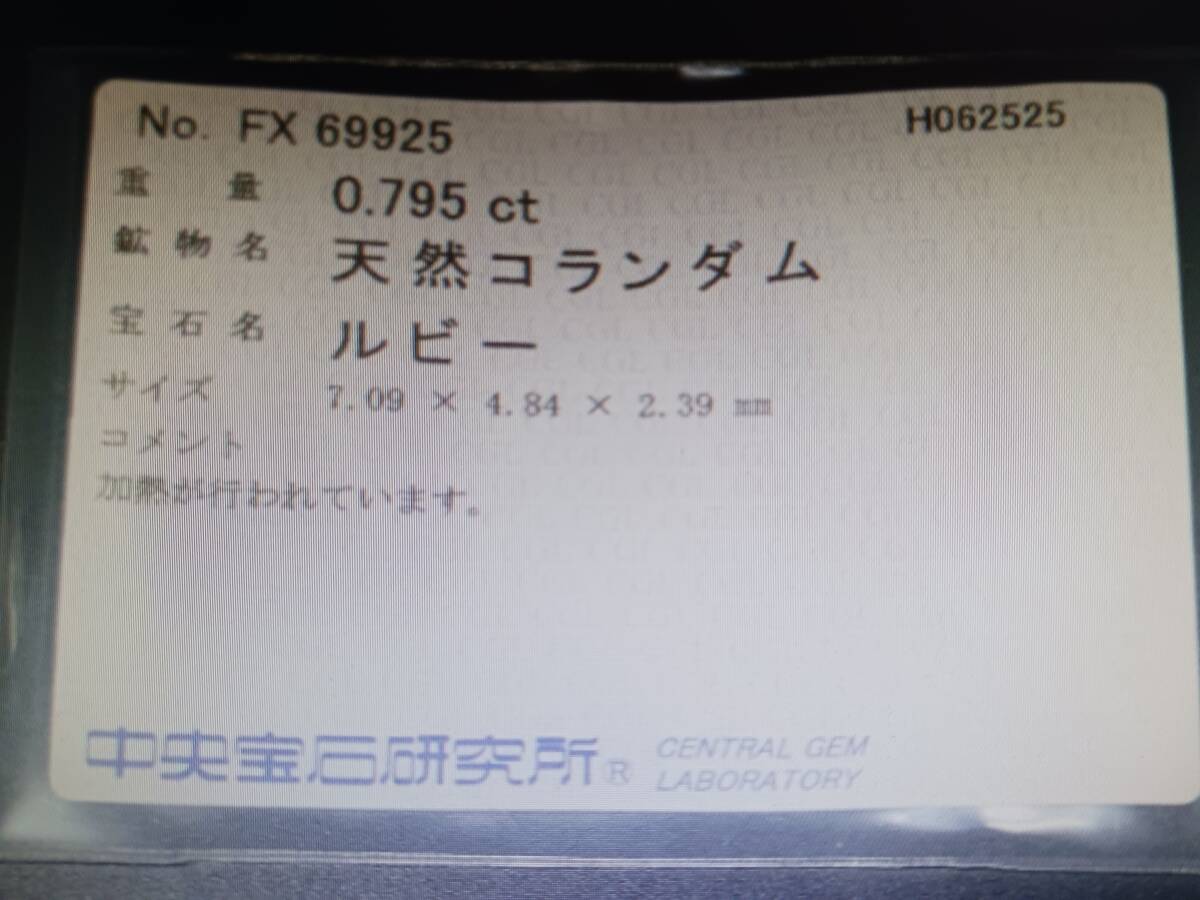 No. FX 69925 H062525
重量 0.795 ct
鉱物名 天然コランダム
宝石名 ルビー
サイズ 7.09 × 4.84 × 2.39 mm
コメント
加熱が行われています。
中央宝石研究所® CENTRAL GEM
LABORATORY